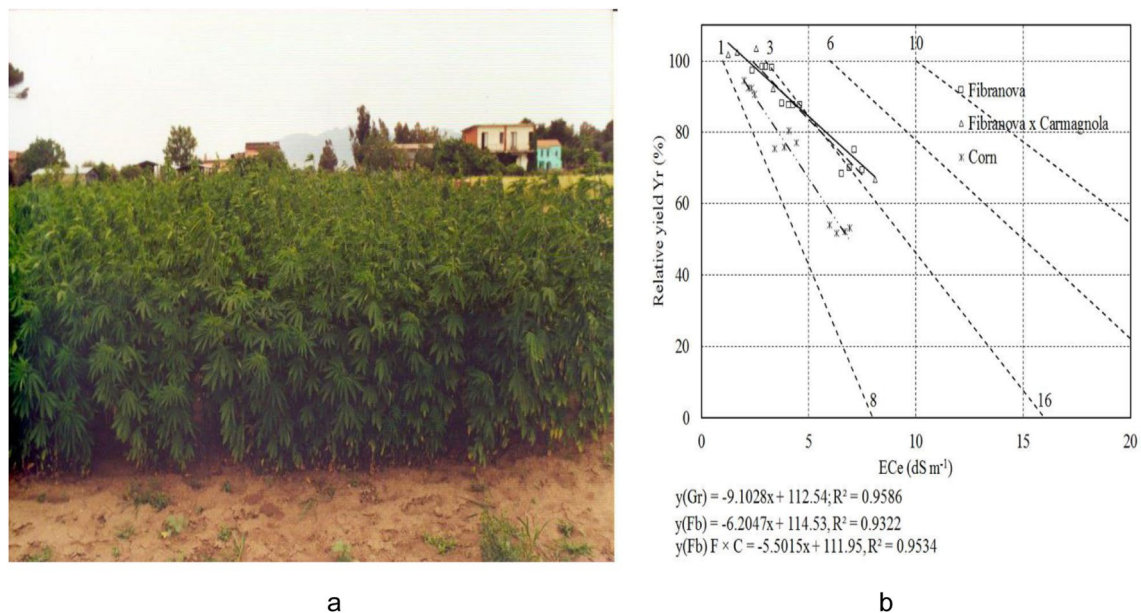 1
3
6
10
100
Fibranova
Fibranova x Carmagnola
Corn
80
60
40
20
0
8
16
Relative yield Yr (%)
0 5 10 15 20
ECe (dS m⁻¹)
y(Gr) = -9.1028x + 112.54; R² = 0.9586
y(Fb) = -6.2047x + 114.53, R² = 0.9322
y(Fb) F × C = -5.5015x + 111.95, R² = 0.9534
a
b